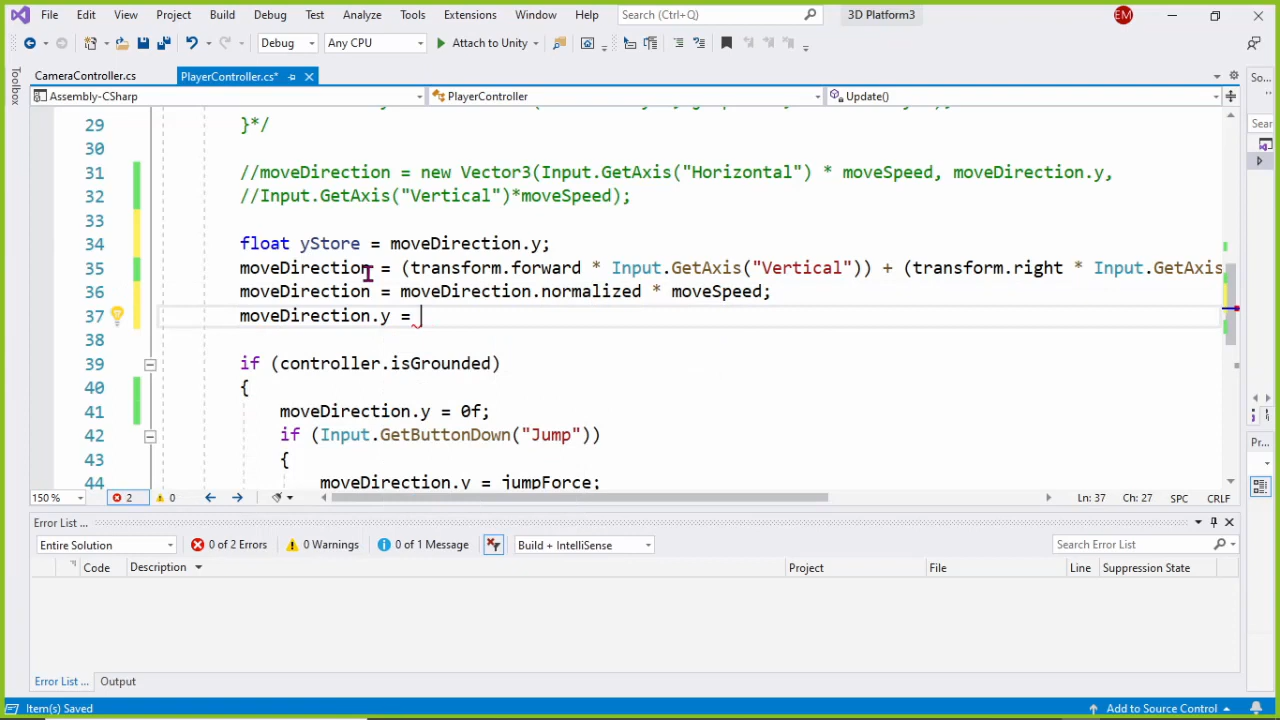 File Edit View Project Build Debug Test Analyze Tools Extensions Window Help Search (Ctrl+Q) 3D Platform3 EM
Debug Any CPU Attach to Unity
CameraController.cs PlayerController.cs*
Toolbox
Assembly-CSharp PlayerController Update()
29 }*/
30
31 //moveDirection = new Vector3(Input.GetAxis("Horizontal") * moveSpeed, moveDirection.y,
32 //Input.GetAxis("Vertical")*moveSpeed);
33
34 float yStore = moveDirection.y;
35 moveDirection = (transform.forward * Input.GetAxis("Vertical")) + (transform.right * Input.GetAxis
36 moveDirection = moveDirection.normalized * moveSpeed;
37 moveDirection.y =
38
39 if (controller.isGrounded)
40 {
41 moveDirection.y = 0f;
42 if (Input.GetButtonDown("Jump"))
43 {
44 moveDirection.y = jumpForce;
So...
Sear
Pr...
150 % 2 0 Ln: 37 Ch: 27 SPC CRLF
Error List ...
Entire Solution 0 of 2 Errors 0 Warnings 0 of 1 Message Build + IntelliSense Search Error List
Code Description Project File Line Suppression State
Error List ... Output
Item(s) Saved Add to Source Control